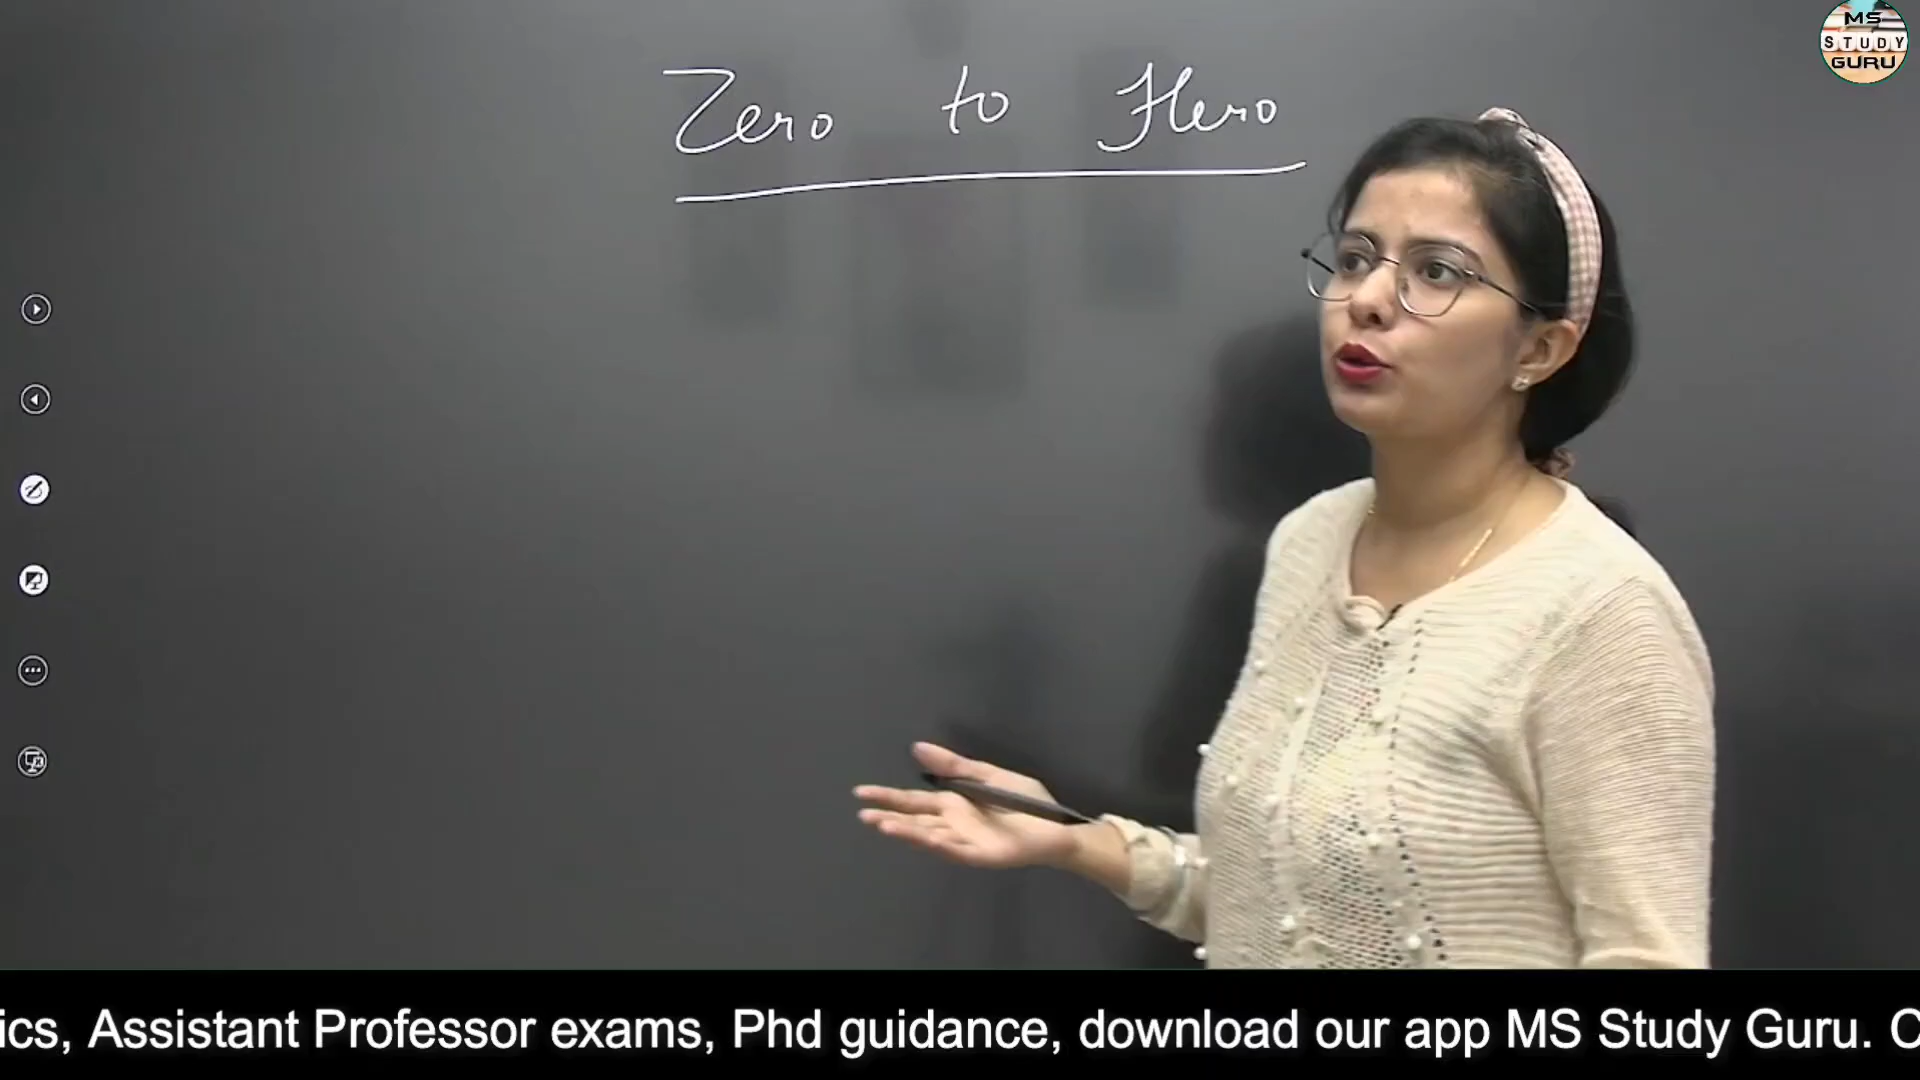 MS
STUDY
GURU
Zero to Hero
ics, Assistant Professor exams, Phd guidance, download our app MS Study Guru. C